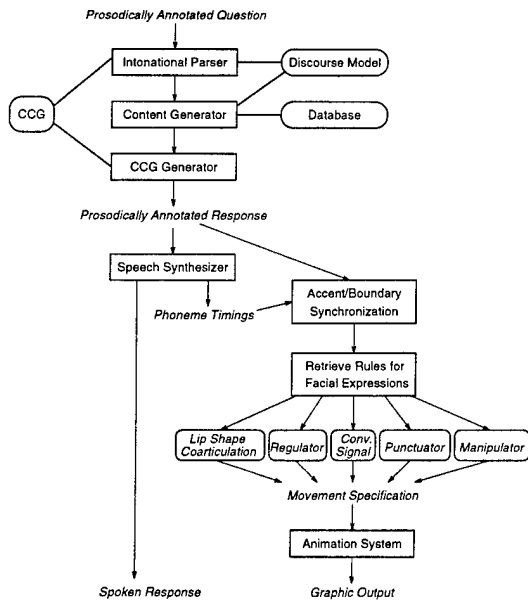 Prosodically Annotated Question
Intonational Parser
Discourse Model
CCG
Content Generator
Database
CCG Generator
Prosodically Annotated Response
Speech Synthesizer
Accent/Boundary
Synchronization
Phoneme Timings
Retrieve Rules for
Facial Expressions
Lip Shape
Coarticulation
Regulator
Conv.
Signal
Punctuator
Manipulator
Movement Specification
Animation System
Spoken Response
Graphic Output